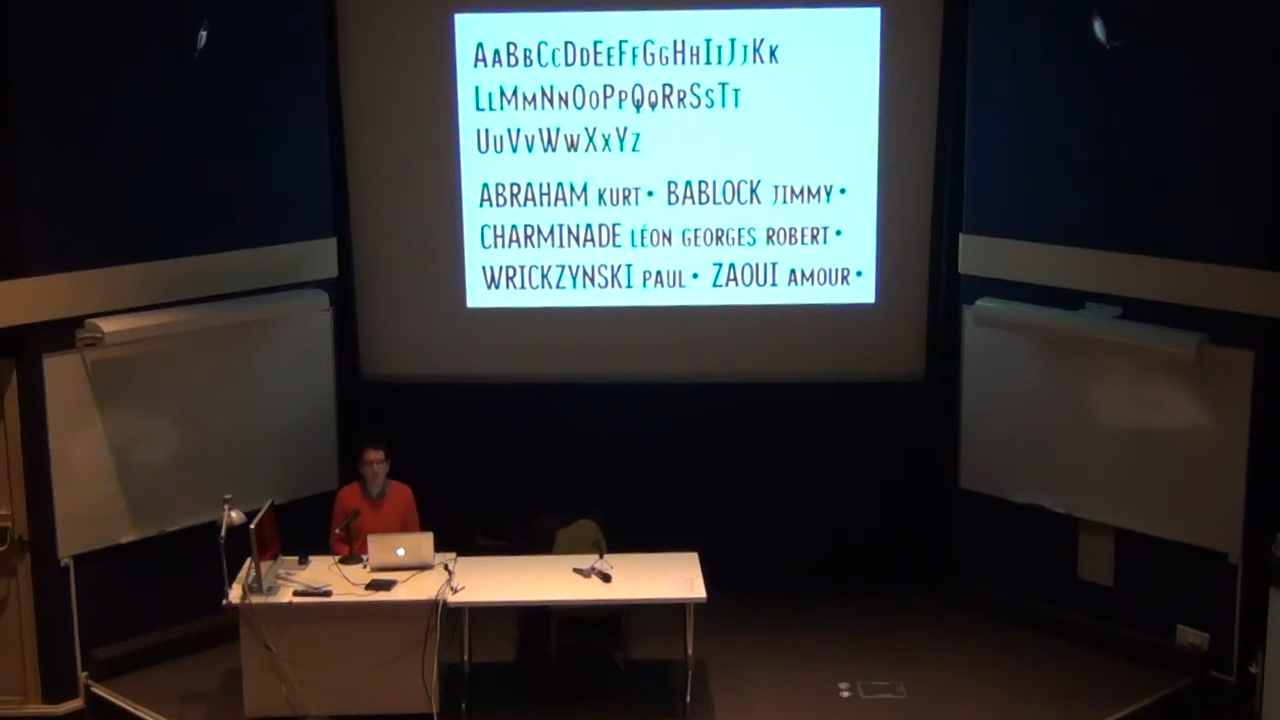 AaBbCcDdEeFfGgHhIiJjKk
LlMmNnOoPpQqRrSsTt
UuVvWwXxYz
ABRAHAM KURT • BABLOCK JIMMY •
CHARMINADE LÉON GEORGES ROBERT •
WRICKZYNSKI PAUL • ZAOUI AMOUR •